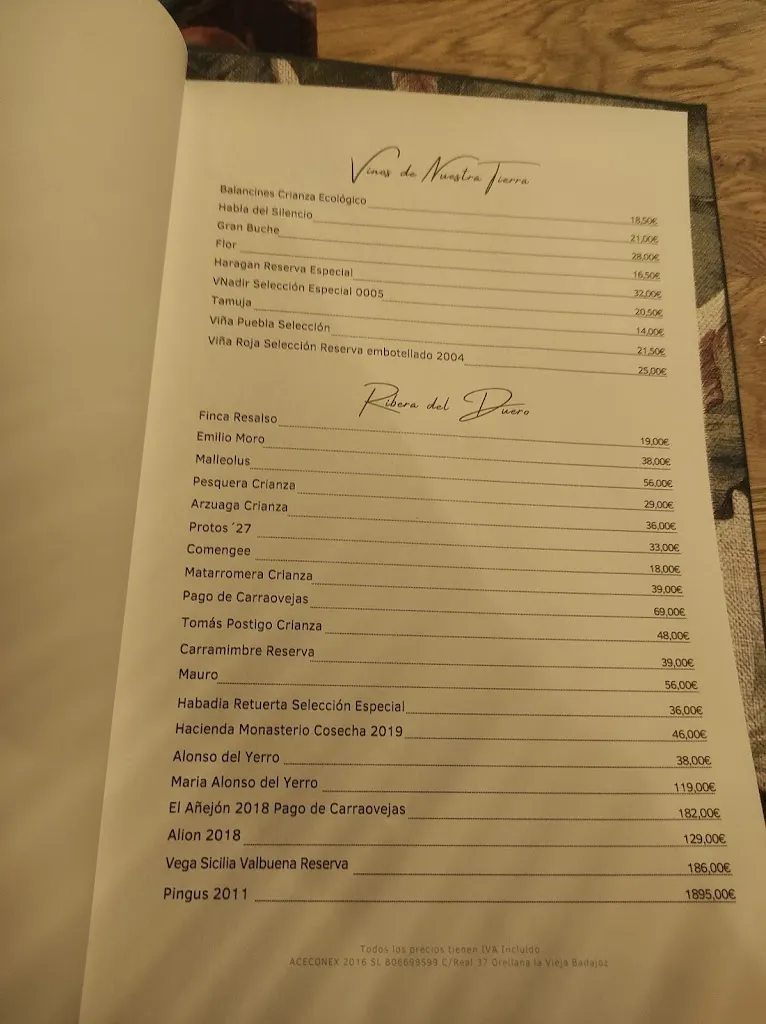 Vinos de Nuestra Tierra
Balancines Crianza Ecológico 18,50€
Habla del Silencio 21,00€
Gran Buche 28,00€
Flor 16,50€
Haragan Reserva Especial 32,00€
VNadir Selección Especial 0005 20,50€
Tamuja 14,00€
Viña Puebla Selección 21,50€
Viña Roja Selección Reserva embotellado 2004 25,00€
Ribera del Duero
Finca Resalso 19,00€
Emilio Moro 38,00€
Malleolus 56,00€
Pesquera Crianza 29,00€
Arzuaga Crianza 36,00€
Protos ´27 33,00€
Comengee 18,00€
Matarromera Crianza 39,00€
Pago de Carraovejas 69,00€
Tomás Postigo Crianza 48,00€
Carramimbre Reserva 39,00€
Mauro 56,00€
Habadia Retuerta Selección Especial 36,00€
Hacienda Monasterio Cosecha 2019 46,00€
Alonso del Yerro 38,00€
Maria Alonso del Yerro 119,00€
El Añejón 2018 Pago de Carraovejas 182,00€
Alion 2018 129,00€
Vega Sicilia Valbuena Reserva 186,00€
Pingus 2011 1895,00€
Todos los precios tienen IVA Incluido
ACECONEX 2016 SL B06699599 C/Real 37 Orellana la Vieja Badajoz